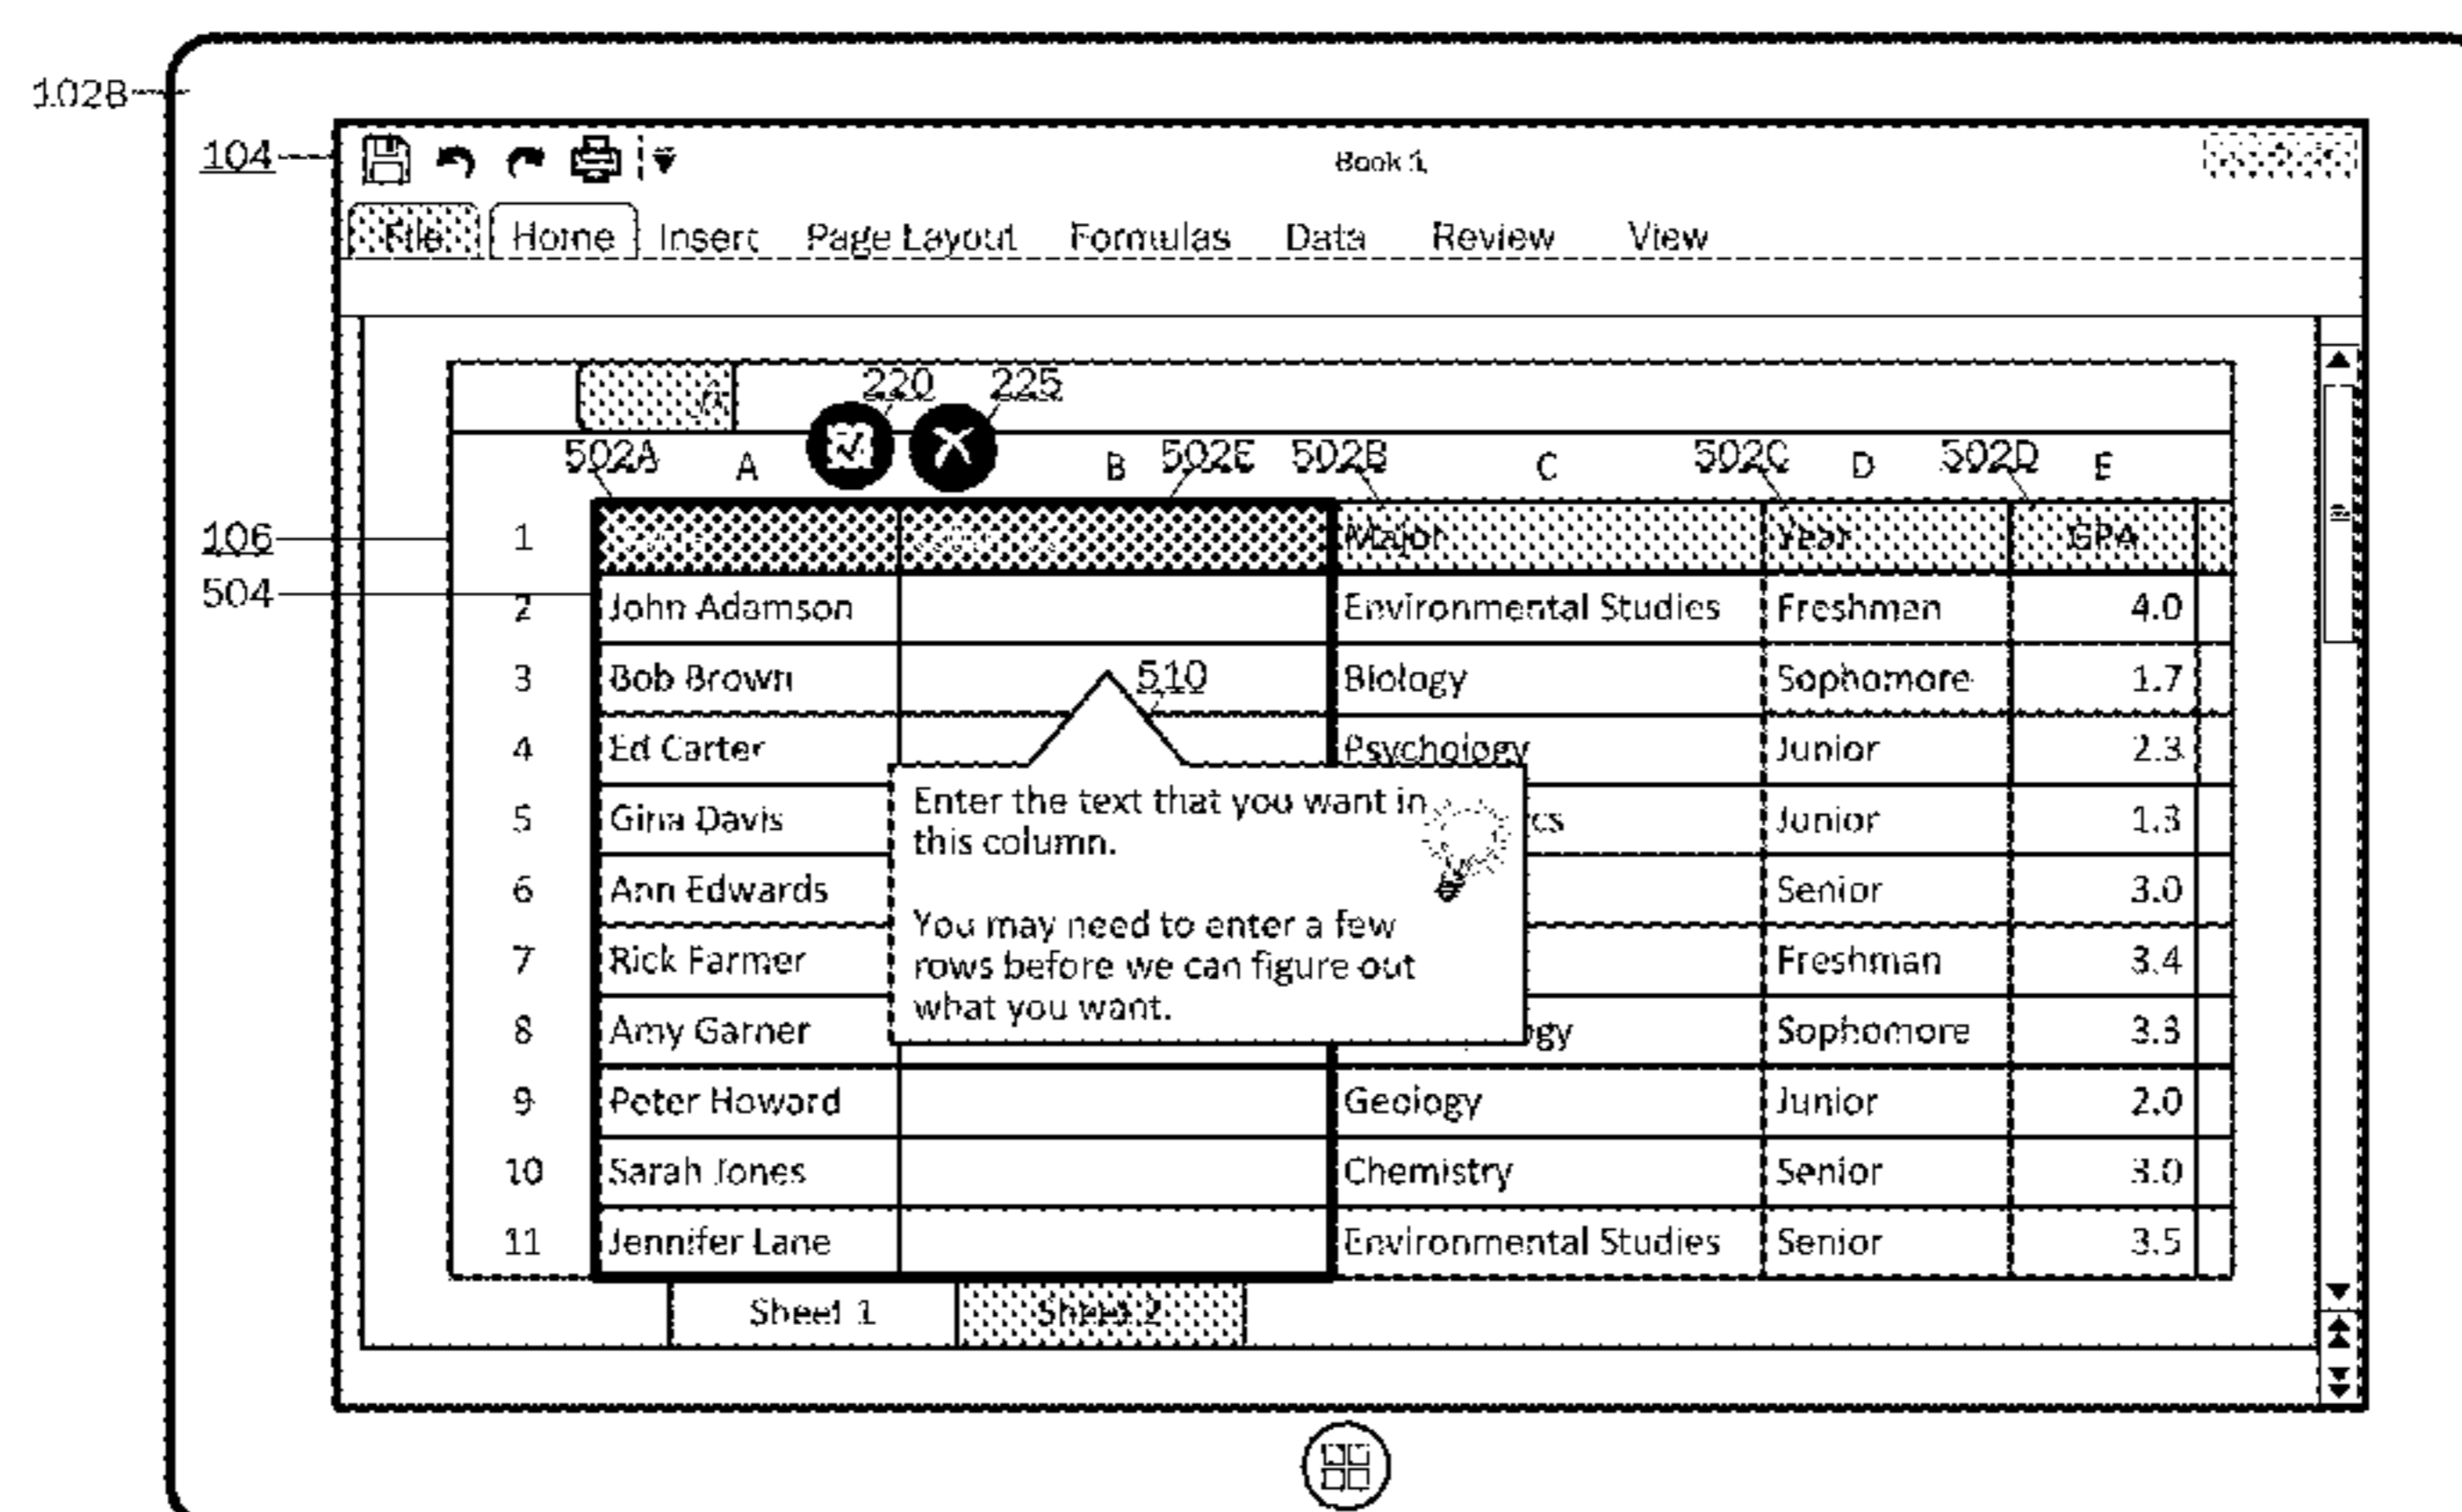 102B
104
Book 1
File Home Insert Page Layout Formulas Data Review View
220 225
502A A B 502E 502B C 502C D 502D E
106 1 Major Year GPA
504
2 John Adamson Environmental Studies Freshman 4.0
3 Bob Brown 510 Biology Sophomore 1.7
4 Ed Carter Psychology Junior 2.3
5 Gina Davis Junior 1.3
6 Ann Edwards Senior 3.0
7 Rick Farmer Freshman 3.4
8 Amy Garner Sophomore 3.3
9 Peter Howard Geology Junior 2.0
10 Sarah Jones Chemistry Senior 3.0
11 Jennifer Lane Environmental Studies Senior 3.5
Enter the text that you want in
this column.
You may need to enter a few
rows before we can figure out
what you want.
Sheet 1 Sheet 2